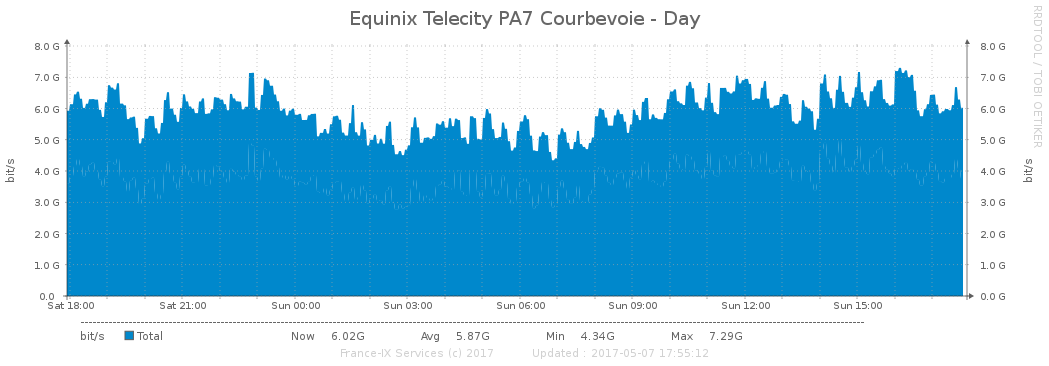 Equinix Telecity PA7 Courbevoie - Day
RRDTOOL / TOBI OETIKER
8.0 G 8.0 G
7.0 G 7.0 G
6.0 G 6.0 G
5.0 G 5.0 G
4.0 G 4.0 G
3.0 G 3.0 G
2.0 G 2.0 G
1.0 G 1.0 G
0.0 0.0 G
bit/s
bit/s
Sat 18:00 Sat 21:00 Sun 00:00 Sun 03:00 Sun 06:00 Sun 09:00 Sun 12:00 Sun 15:00
bit/s Total Now 6.02G Avg 5.87G Min 4.34G Max 7.29G
France-IX Services (c) 2017 Updated : 2017-05-07 17:55:12